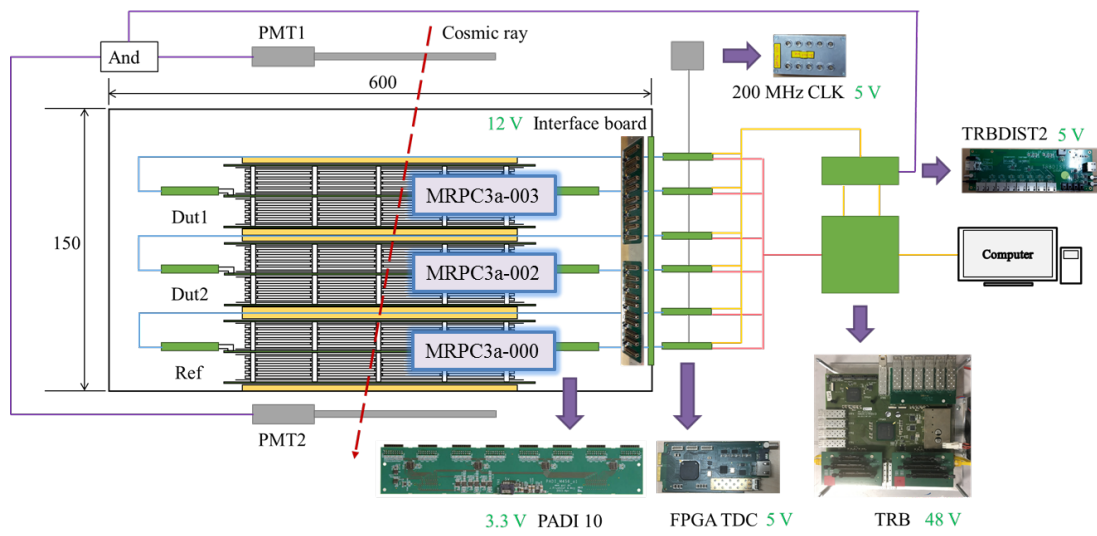 PMT1
Cosmic ray
And
600
200 MHz CLK 5 V
12 V Interface board
TRBDIST2 5 V
MRPC3a-003
Dut1
150
MRPC3a-002
Computer
Dut2
MRPC3a-000
Ref
PMT2
3.3 V PADI 10
FPGA TDC 5 V
TRB 48 V